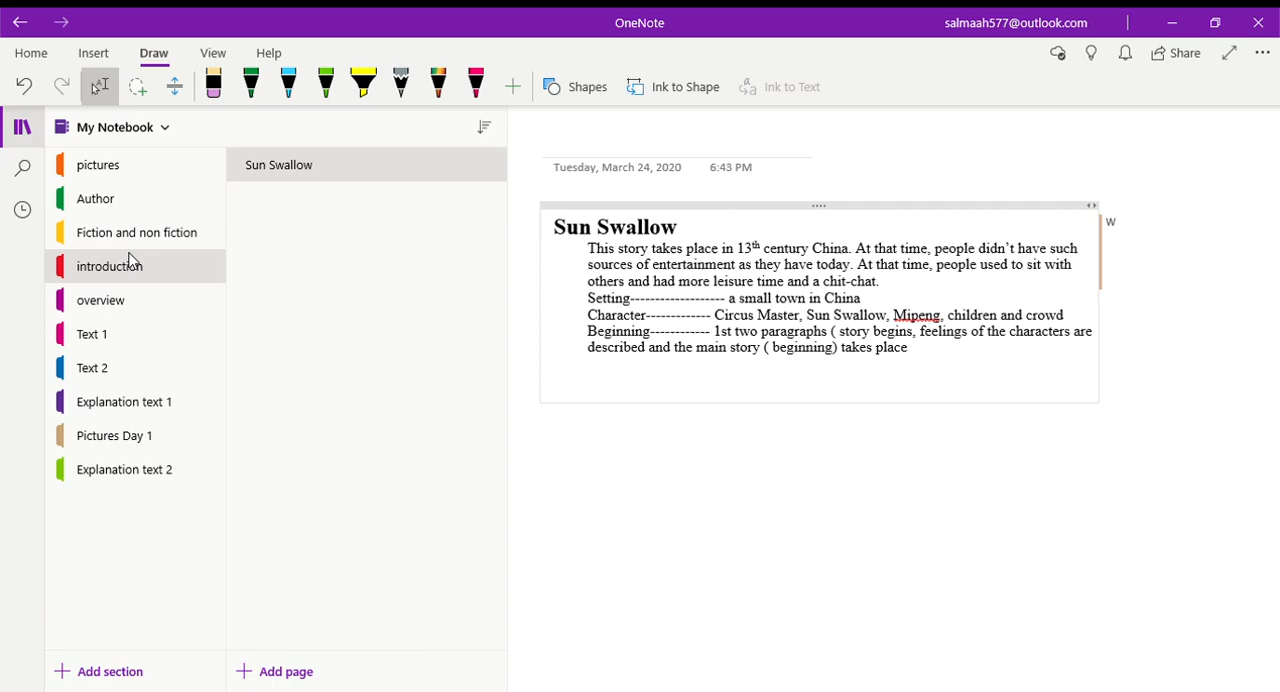 OneNote
salmaah577@outlook.com
Home
Insert
Draw
View
Help
Share
Shapes
Ink to Shape
Ink to Text
My Notebook
pictures
Author
Fiction and non fiction
introduction
overview
Text 1
Text 2
Explanation text 1
Pictures Day 1
Explanation text 2
Add section
Sun Swallow
Add page
Tuesday, March 24, 2020 6:43 PM
Sun Swallow
This story takes place in 13th century China. At that time, people didn't have such
sources of entertainment as they have today. At that time, people used to sit with
others and had more leisure time and a chit-chat.
Setting------------------- a small town in China
Character------------- Circus Master, Sun Swallow, Mipeng, children and crowd
Beginning------------ 1st two paragraphs ( story begins, feelings of the characters are
described and the main story ( beginning) takes place
W